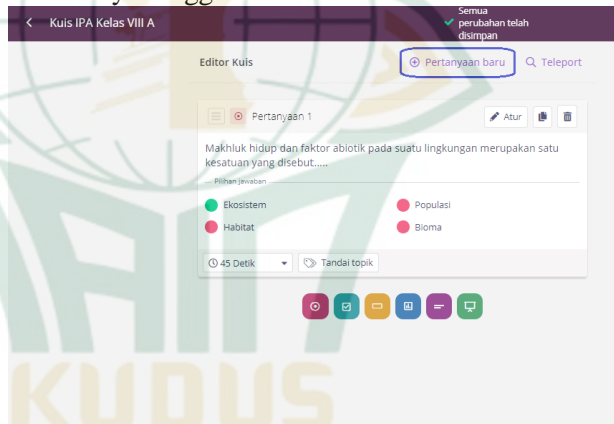 Kuis IPA Kelas VIII A
Semua
perubahan telah
disimpan
Editor Kuis
Pertanyaan baru
Teleport
Pertanyaan 1
Atur
Makhluk hidup dan faktor abiotik pada suatu lingkungan merupakan satu
kesatuan yang disebut.....
Pilihan jawaban
Ekosistem
Populasi
Habitat
Bioma
45 Detik
Tandai topik
KUDUS